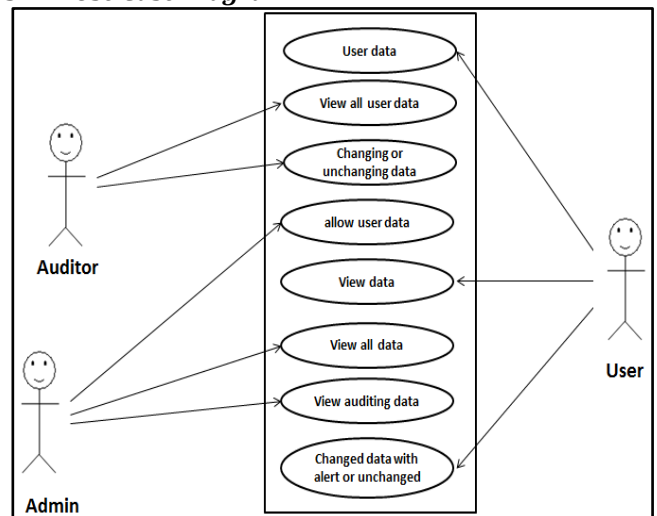 User data
View all user data
Changing or
unchanging data
allow user data
Auditor
View data
View all data
User
View auditing data
Changed data with
alert or unchanged
Admin